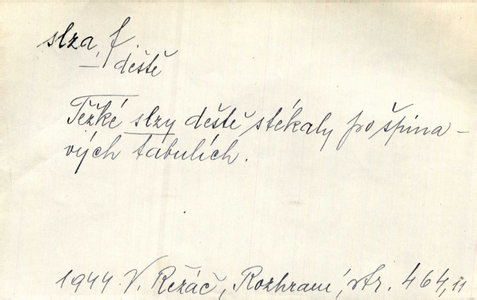 slza, f.
– deště
Těžké slzy deště stékaly po špina-
vých tabulích.
1944 V. Řezáč, Rozhraní, str. 464, 11